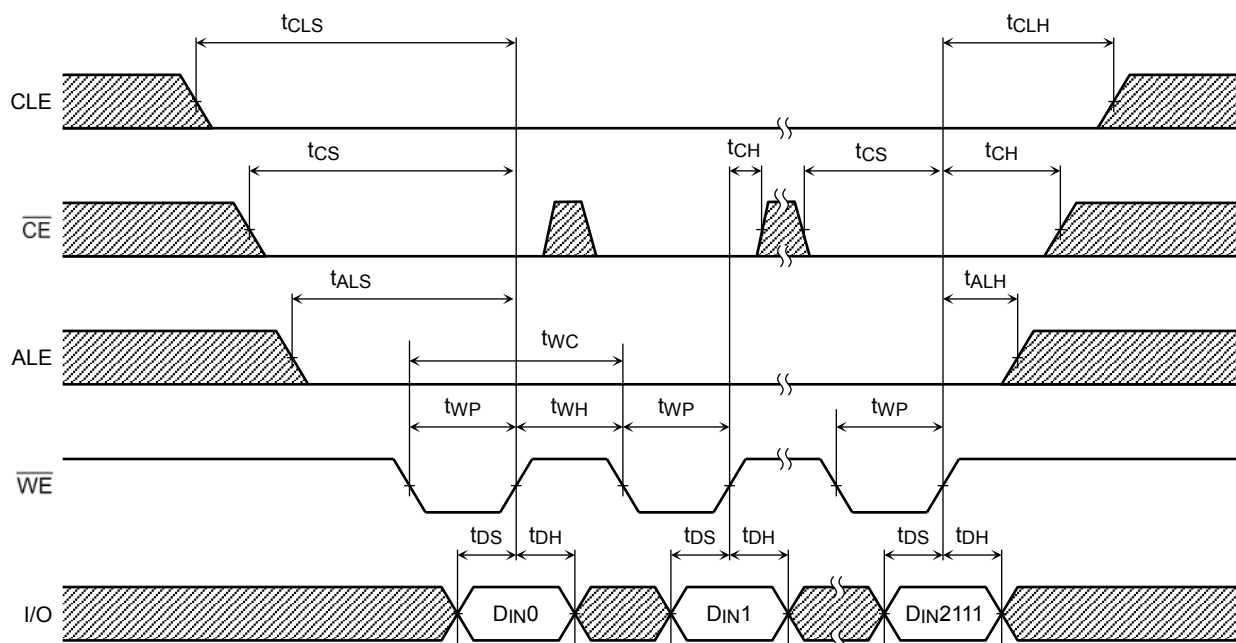 tCLS tCLH
CLE
tCS tCH tCS tCH
CE
tALS tALH
tWC
ALE
tWP tWH tWP tWP
WE
tDS tDH tDS tDH tDS tDH
I/O DIN0 DIN1 DIN2111